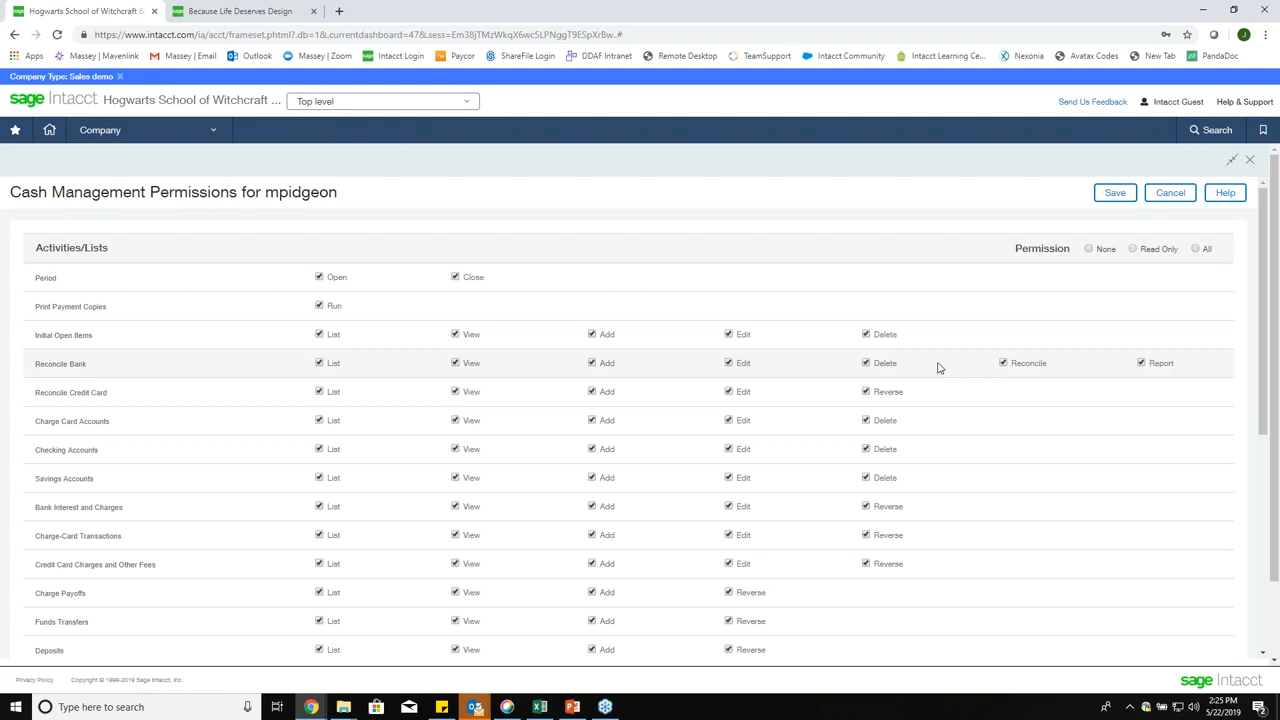 Hogwarts School of Witchcraft &
Because Life Deserves Design
https://www.intacct.com/ia/acct/frameset.phtml?.db=1&.currentdashboard=47&.sess=Em38jTMzWkqX6wc5LPNggT9ESpXrBw..#
Apps Massey | Mavenlink Massey | Email Outlook Massey | Zoom Intacct Login Paycor ShareFile Login DDAF Intranet Remote Desktop TeamSupport Intacct Community Intacct Learning Ce... Nexonia Avatax Codes New Tab PandaDoc
Company Type: Sales demo
sage Intacct Hogwarts School of Witchcraft ... Top level Send Us Feedback Intacct Guest Help & Support
Company Search
Cash Management Permissions for mpidgeon Save Cancel Help
Activities/Lists Permission None Read Only All
Period Open Close
Print Payment Copies Run
Initial Open Items List View Add Edit Delete
Reconcile Bank List View Add Edit Delete Reconcile Report
Reconcile Credit Card List View Add Edit Reverse
Charge Card Accounts List View Add Edit Delete
Checking Accounts List View Add Edit Delete
Savings Accounts List View Add Edit Delete
Bank Interest and Charges List View Add Edit Reverse
Charge-Card Transactions List View Add Edit Reverse
Credit Card Charges and Other Fees List View Add Edit Reverse
Charge Payoffs List View Add Reverse
Funds Transfers List View Add Reverse
Deposits List View Add Reverse
Privacy Policy Copyright © 1999-2019 Sage Intacct, Inc. sage Intacct
Type here to search
2:25 PM
5/22/2019
2